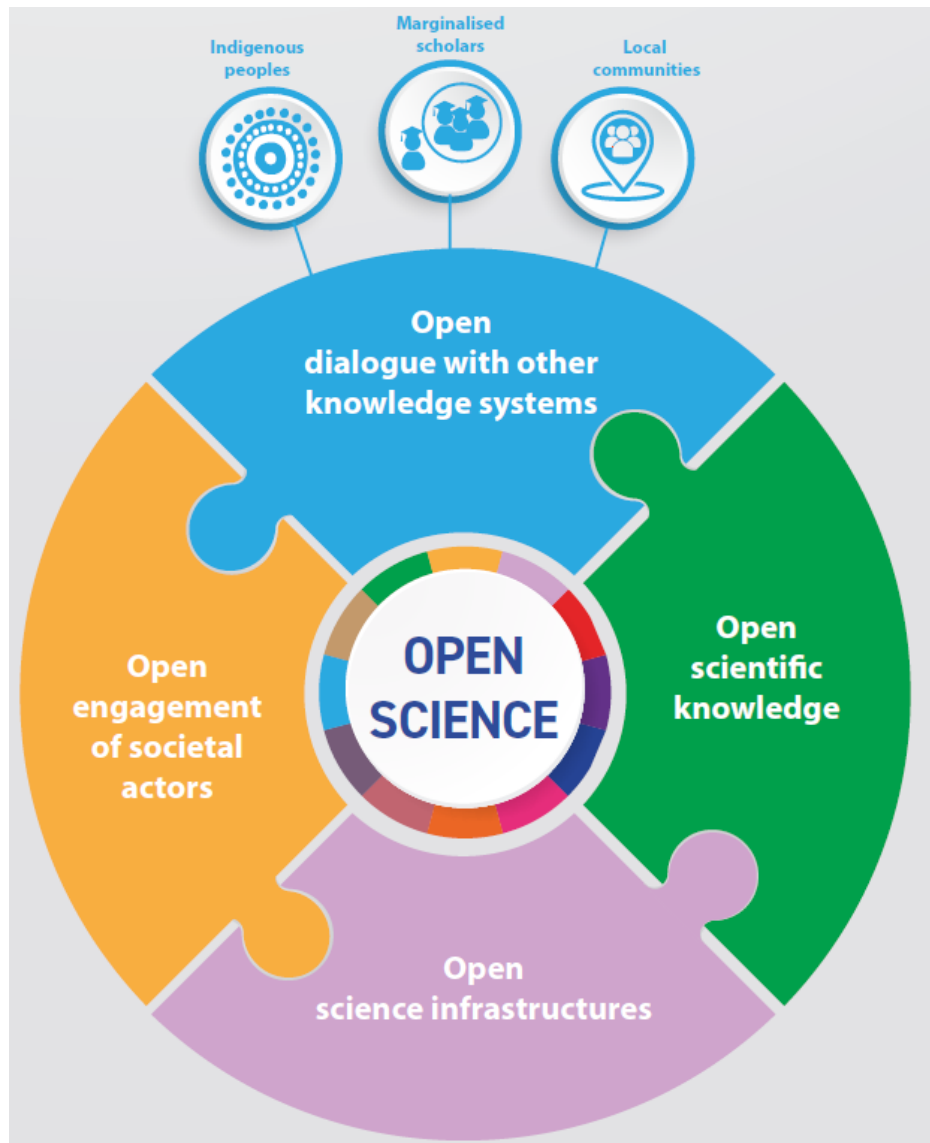 Indigenous
peoples
Marginalised
scholars
Local
communities
Open
dialogue with other
knowledge systems
Open
engagement
of societal
actors
OPEN
SCIENCE
Open
scientific
knowledge
Open
science infrastructures